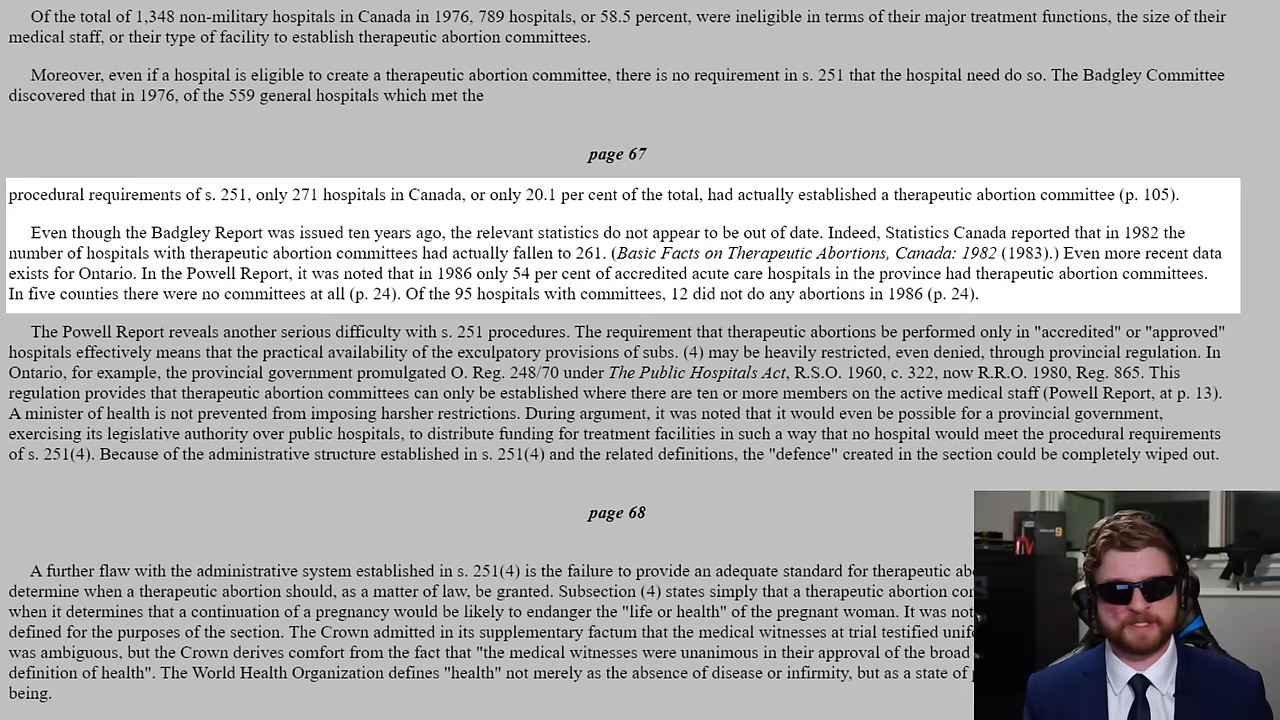 Of the total of 1,348 non-military hospitals in Canada in 1976, 789 hospitals, or 58.5 percent, were ineligible in terms of their major treatment functions, the size of their
medical staff, or their type of facility to establish therapeutic abortion committees.
Moreover, even if a hospital is eligible to create a therapeutic abortion committee, there is no requirement in s. 251 that the hospital need do so. The Badgley Committee
discovered that in 1976, of the 559 general hospitals which met the
page 67
procedural requirements of s. 251, only 271 hospitals in Canada, or only 20.1 per cent of the total, had actually established a therapeutic abortion committee (p. 105).
Even though the Badgley Report was issued ten years ago, the relevant statistics do not appear to be out of date. Indeed, Statistics Canada reported that in 1982 the
number of hospitals with therapeutic abortion committees had actually fallen to 261. (Basic Facts on Therapeutic Abortions, Canada: 1982 (1983).) Even more recent data
exists for Ontario. In the Powell Report, it was noted that in 1986 only 54 per cent of accredited acute care hospitals in the province had therapeutic abortion committees.
In five counties there were no committees at all (p. 24). Of the 95 hospitals with committees, 12 did not do any abortions in 1986 (p. 24).
The Powell Report reveals another serious difficulty with s. 251 procedures. The requirement that therapeutic abortions be performed only in "accredited" or "approved"
hospitals effectively means that the practical availability of the exculpatory provisions of subs. (4) may be heavily restricted, even denied, through provincial regulation. In
Ontario, for example, the provincial government promulgated O. Reg. 248/70 under The Public Hospitals Act, R.S.O. 1960, c. 322, now R.R.O. 1980, Reg. 865. This
regulation provides that therapeutic abortion committees can only be established where there are ten or more members on the active medical staff (Powell Report, at p. 13).
A minister of health is not prevented from imposing harsher restrictions. During argument, it was noted that it would even be possible for a provincial government,
exercising its legislative authority over public hospitals, to distribute funding for treatment facilities in such a way that no hospital would meet the procedural requirements
of s. 251(4). Because of the administrative structure established in s. 251(4) and the related definitions, the "defence" created in the section could be completely wiped out.
page 68
A further flaw with the administrative system established in s. 251(4) is the failure to provide an adequate standard for therapeutic
determine when a therapeutic abortion should, as a matter of law, be granted. Subsection (4) states simply that a therapeutic abortion
when it determines that a continuation of a pregnancy would be likely to endanger the "life or health" of the pregnant woman. It was not
defined for the purposes of the section. The Crown admitted in its supplementary factum that the medical witnesses at trial testified
was ambiguous, but the Crown derives comfort from the fact that "the medical witnesses were unanimous in their approval of the broad
definition of health". The World Health Organization defines "health" not merely as the absence of disease or infirmity, but as a state of
being.